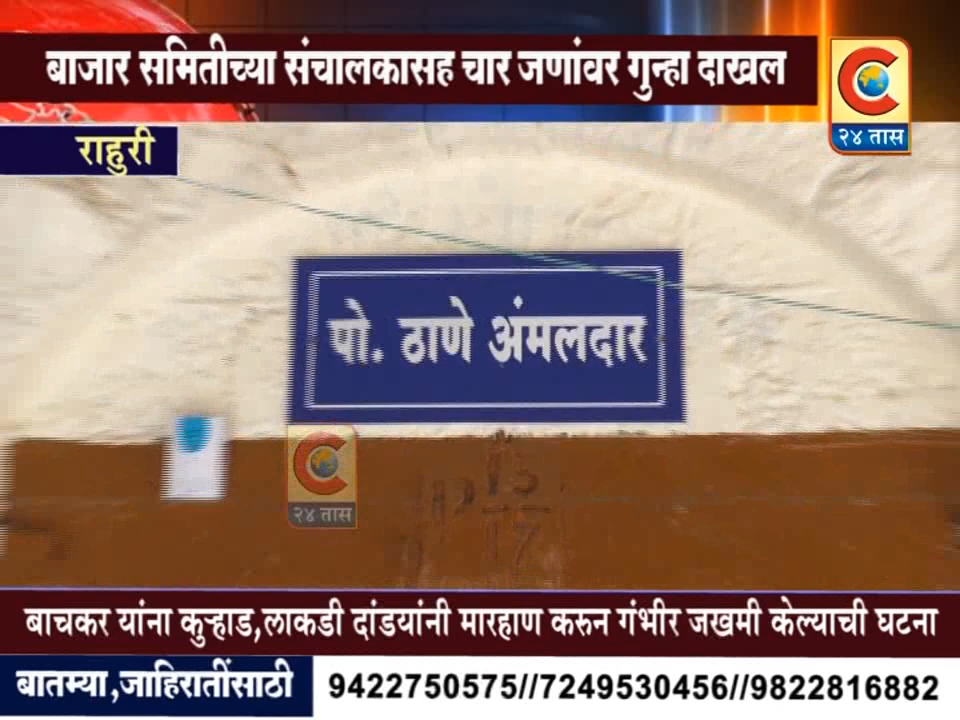 बाजार समितीच्या संचालकासह चार जणांवर गुन्हा दाखल
C
२४ तास
राहुरी
पो. ठाणे अंमलदार
C
२४ तास
बाचकर यांना कुऱ्हाड,लाकडी दांडयांनी मारहाण करुन गंभीर जखमी केल्याची घटना
बातम्या,जाहिरातींसाठी
9422750575//7249530456//9822816882